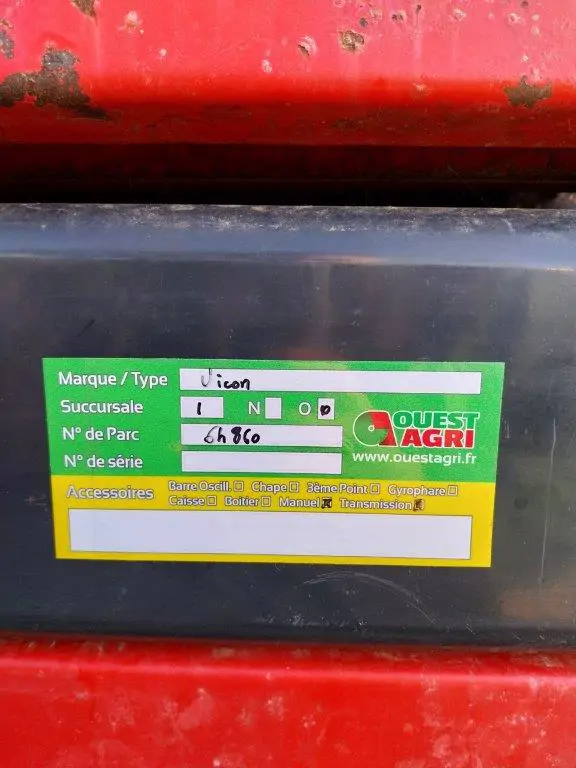 Marque / Type Vicon
Succursale 1 N O
N° de Parc
N° de série
OUEST AGRI
www.ouestagri.fr
Accessoires Barre Oscill. Chape 3ème Point Gyrophare
Caisse Boitier Manuel Transmission